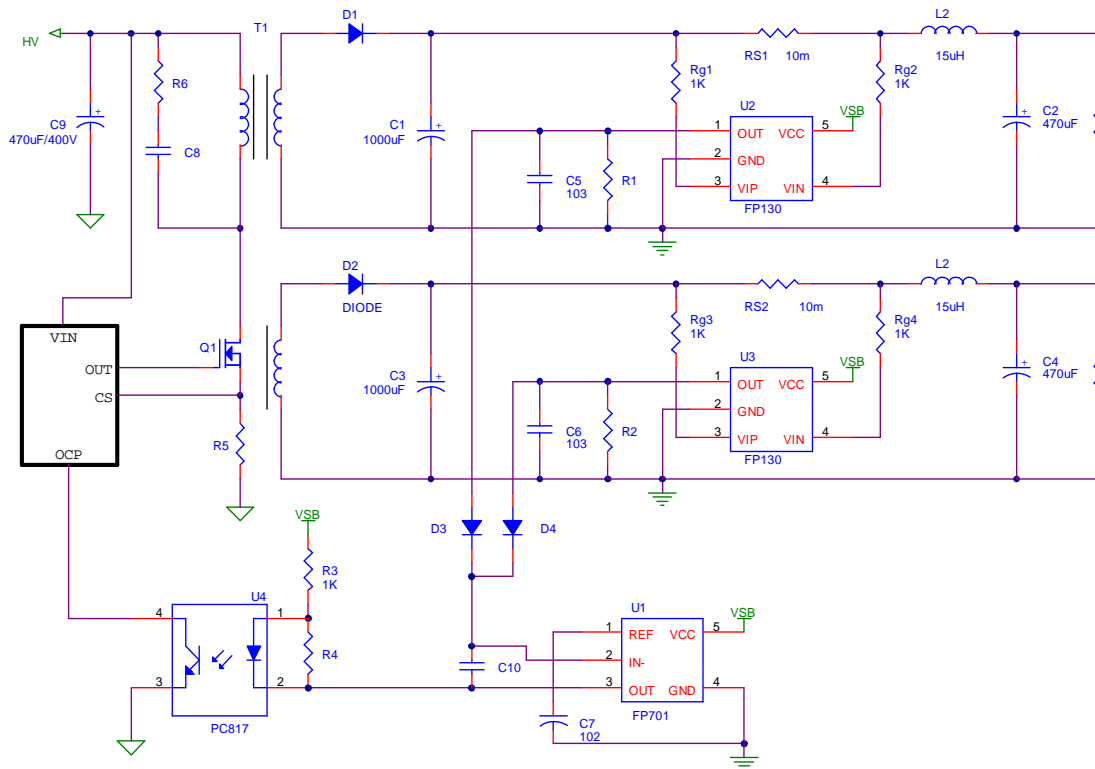 HV
T1
D1
L2
15uH
RS1 10m
Rg1
1K
Rg2
1K
R6
C9
470uF/400V
C8
C1
1000uF
U2
1 OUT VCC 5
2 GND
3 VIP VIN 4
FP130
VSB
C2
470uF
C5
103
R1
D2
DIODE
L2
15uH
RS2 10m
Rg3
1K
Rg4
1K
VIN
OUT
CS
OCP
Q1
R5
C3
1000uF
U3
1 OUT VCC 5
2 GND
3 VIP VIN 4
FP130
VSB
C4
470uF
C6
103
R2
D3
D4
VSB
R3
1K
U4
4 1
3 2
PC817
R4
C10
U1
1 REF VCC 5
2 IN-
3 OUT GND 4
FP701
VSB
C7
102